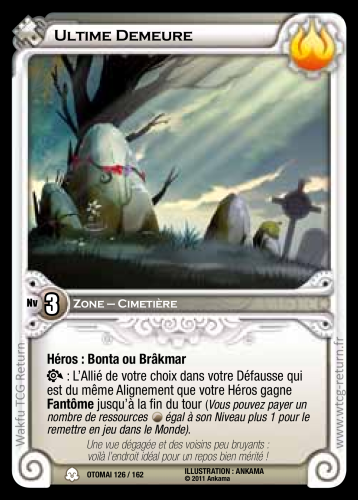 Ultime Demeure
Nv 3
Zone – Cimetière
Héros : Bonta ou Brâkmar
: L'Allié de votre choix dans votre Défausse qui
est du même Alignement que votre Héros gagne
Fantôme jusqu'à la fin du tour (Vous pouvez payer un
nombre de ressources égal à son Niveau plus 1 pour le
remettre en jeu dans le Monde).
Une vue dégagée et des voisins peu bruyants :
voilà l'endroit idéal pour un repos bien mérité !
OTOMAI 126 / 162
ILLUSTRATION : ANKAMA
© 2011 Ankama
Wakfu TCG Return
www.wtcg-return.fr